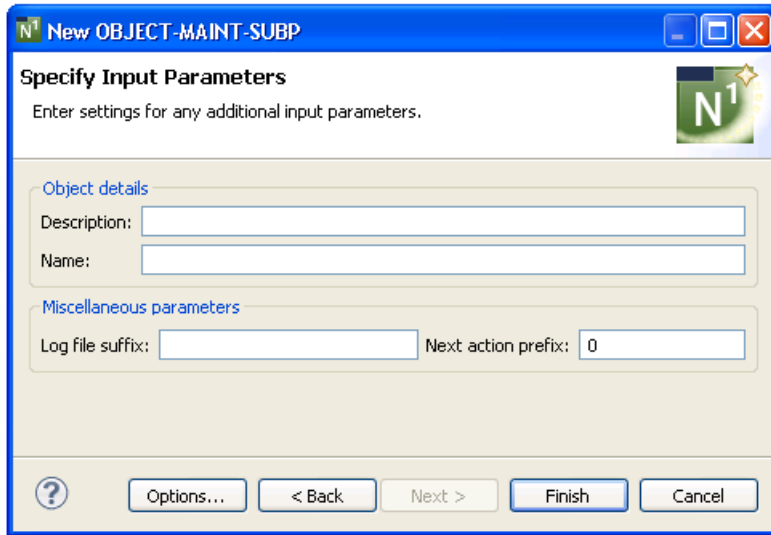 N1 New OBJECT-MAINT-SUBP
Specify Input Parameters
Enter settings for any additional input parameters.
N1
Object details
Description:
Name:
Miscellaneous parameters
Log file suffix: Next action prefix: 0
? Options... < Back Next > Finish Cancel